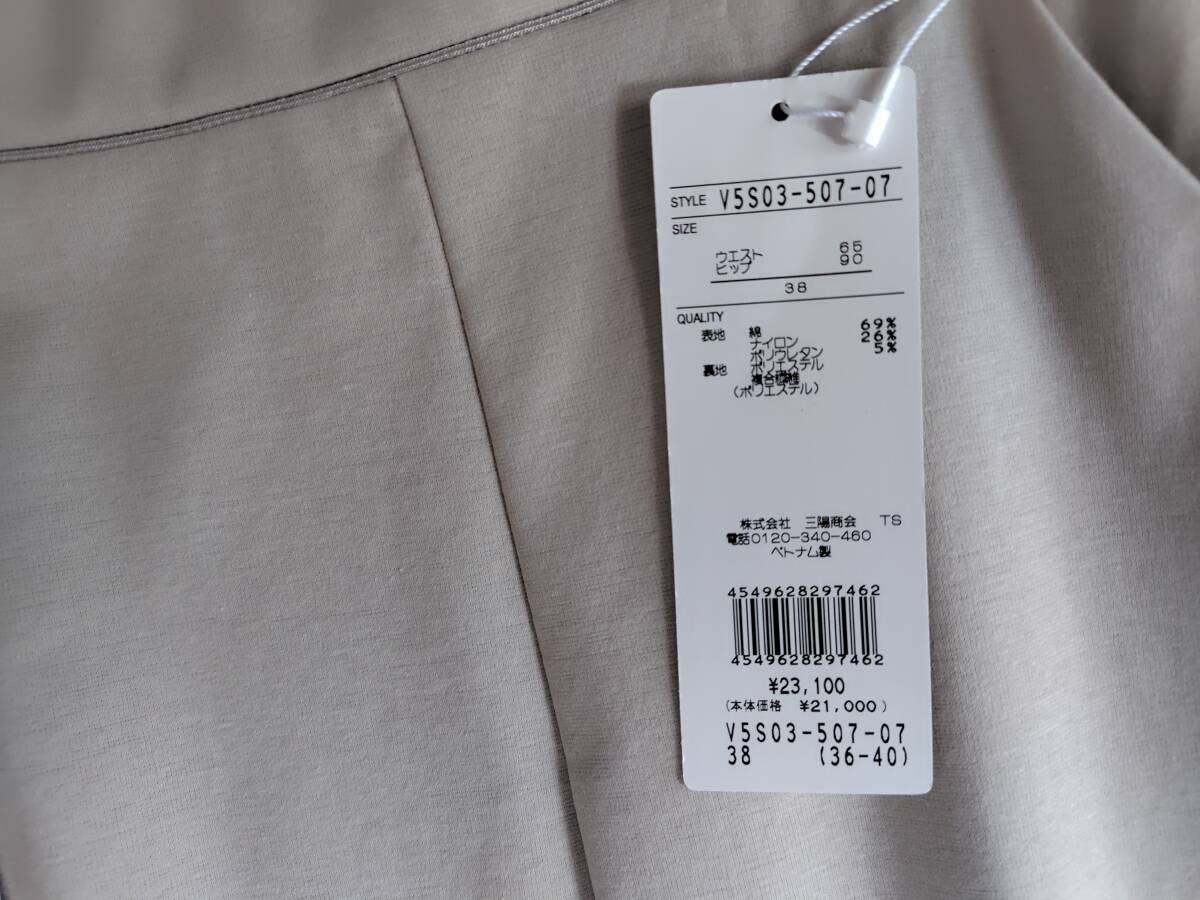 STYLE V5S03-507-07
SIZE
ウエスト 65
ヒップ 90
38
QUALITY
表地 綿 69%
ナイロン 26%
ポリウレタン 5%
裏地 ポリエステル
複合繊維
(ポリエステル)
株式会社 三陽商会 TS
電話0120-340-460
ベトナム製
4549628297462
4549628297462
¥23,100
(本体価格 ¥21,000)
V5S03-507-07
38 (36-40)